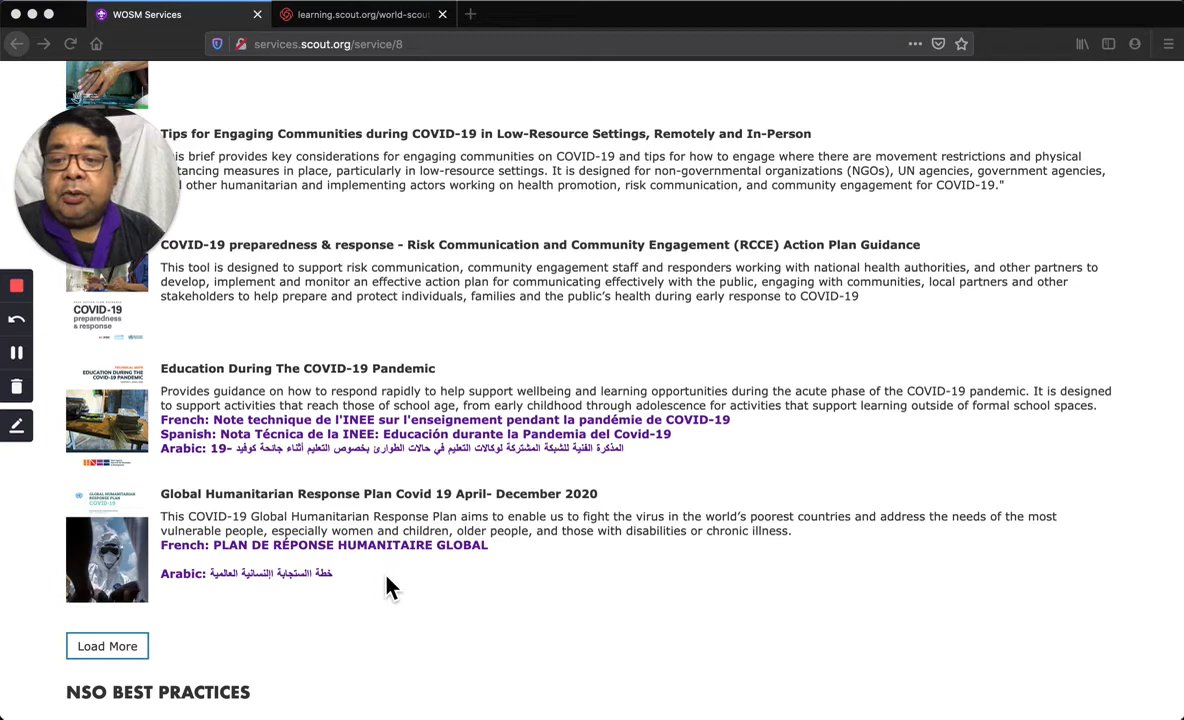 WOSM Services
learning.scout.org/world-scou
services.scout.org/service/8
Tips for Engaging Communities during COVID-19 in Low-Resource Settings, Remotely and In-Person
is brief provides key considerations for engaging communities on COVID-19 and tips for how to engage where there are movement restrictions and physical
tancing measures in place, particularly in low-resource settings. It is designed for non-governmental organizations (NGOs), UN agencies, government agencies,
other humanitarian and implementing actors working on health promotion, risk communication, and community engagement for COVID-19."
COVID-19 preparedness & response - Risk Communication and Community Engagement (RCCE) Action Plan Guidance
This tool is designed to support risk communication, community engagement staff and responders working with national health authorities, and other partners to
develop, implement and monitor an effective action plan for communicating effectively with the public, engaging with communities, local partners and other
stakeholders to help prepare and protect individuals, families and the public's health during early response to COVID-19
COVID-19
preparedness
& response
Education During The COVID-19 Pandemic
EDUCATION DURING THE
COVID-19 PANDEMIC
Provides guidance on how to respond rapidly to help support wellbeing and learning opportunities during the acute phase of the COVID-19 pandemic. It is designed
to support activities that reach those of school age, from early childhood through adolescence for activities that support learning outside of formal school spaces.
French: Note technique de l'INEE sur l'enseignement pendant la pandémie de COVID-19
Spanish: Nota Técnica de la INEE: Educación durante la Pandemia del Covid-19
Arabic: 19- المذكرة الفنية للشبكة المشتركة لوكالات التعليم في حالات الطوارئ بخصوص التعليم أثناء جائحة كوفيد
Global Humanitarian Response Plan Covid 19 April- December 2020
GLOBAL HUMANITARIAN
RESPONSE PLAN
COVID-19
This COVID-19 Global Humanitarian Response Plan aims to enable us to fight the virus in the world's poorest countries and address the needs of the most
vulnerable people, especially women and children, older people, and those with disabilities or chronic illness.
French: PLAN DE RÉPONSE HUMANITAIRE GLOBAL
Arabic: خطة االستجابة اإلنسانية العالمية
Load More
NSO BEST PRACTICES